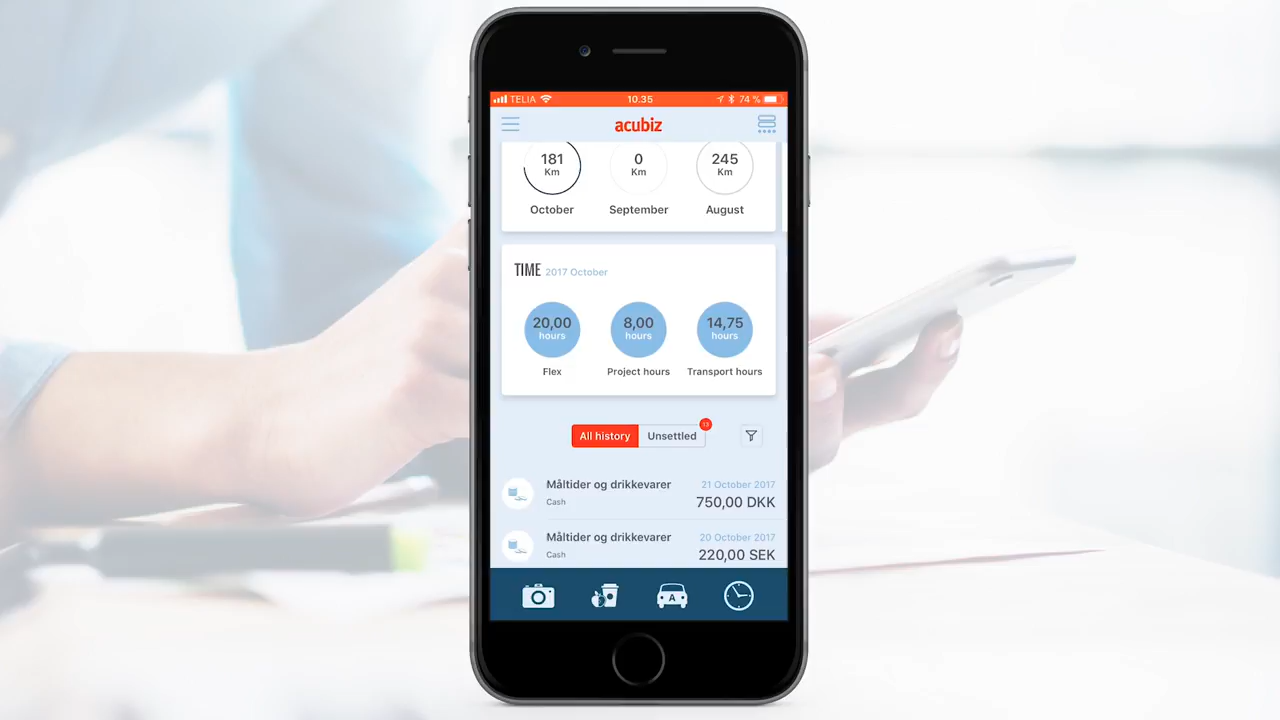 TELIA 10.35 74 %
acubiz
181 0 245
Km Km Km
October September August
TIME 2017 October
20,00 8,00 14,75
hours hours hours
Flex Project hours Transport hours
All history Unsettled 13
Måltider og drikkevarer 21 October 2017
Cash 750,00 DKK
Måltider og drikkevarer 20 October 2017
Cash 220,00 SEK
A